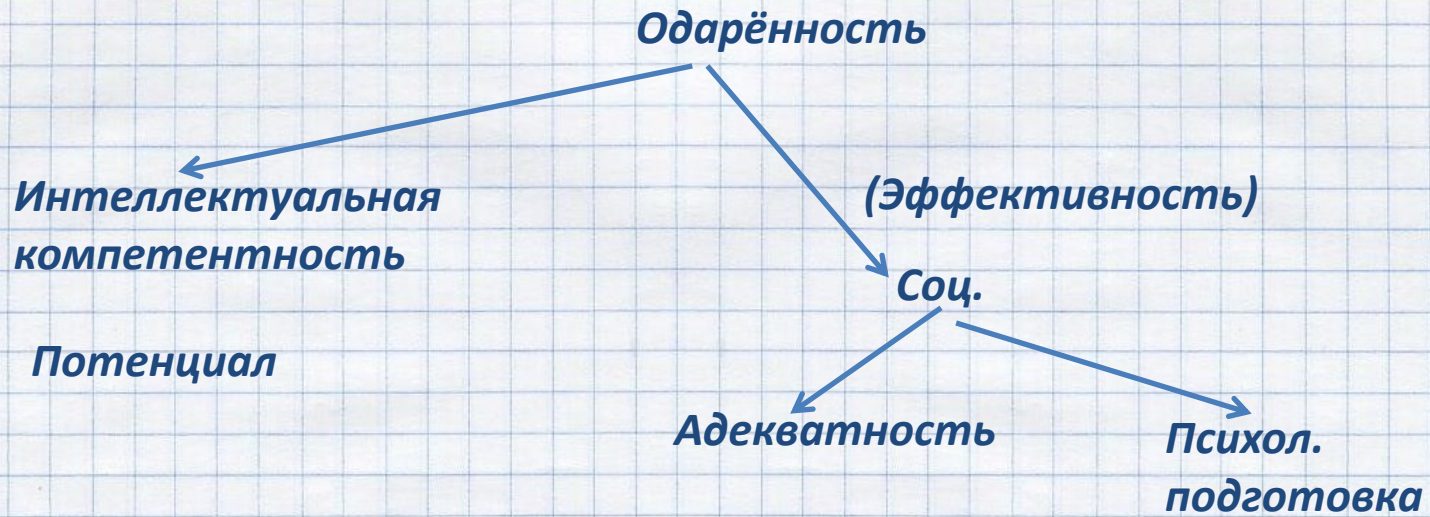 Одарённость
Интеллектуальная
компетентность
(Эффективность)
Соц.
Потенциал
Адекватность
Психол.
подготовка